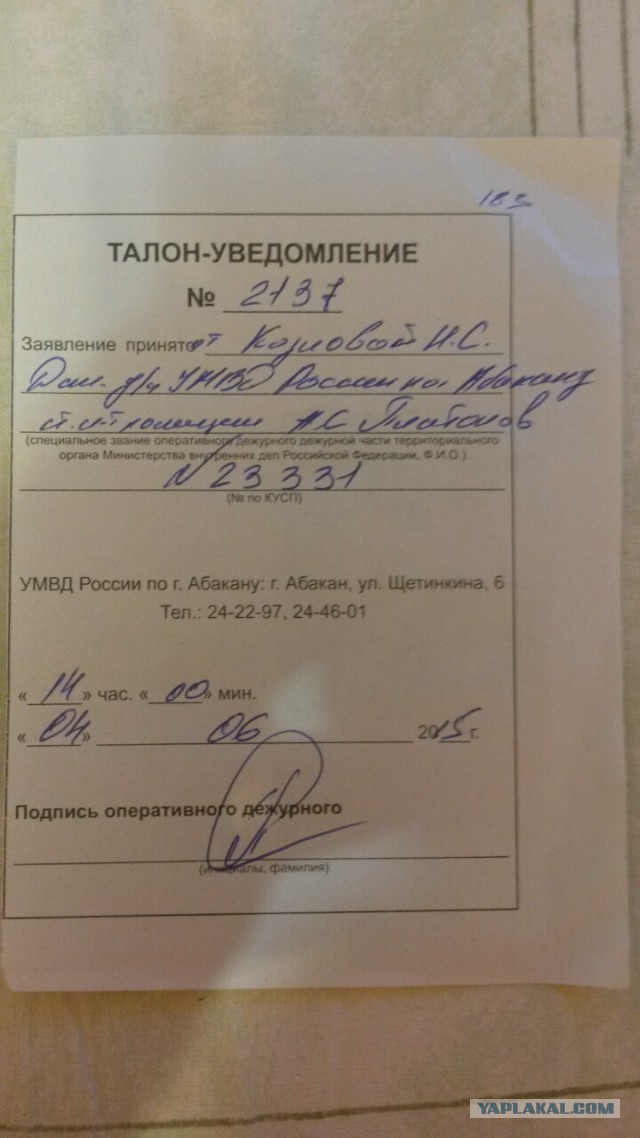 183
ТАЛОН-УВЕДОМЛЕНИЕ
№ 2137
Заявление принято от Козловой Н.С.
д/ч УМВД России по г. Абакану
ст. л-т полиции А С Платонов
(специальное звание оперативного дежурного дежурной части территориального
органа Министерства внутренних дел Российской Федерации, Ф.И.О.)
N 23331
(№ по КУСП)
УМВД России по г. Абакану: г. Абакан, ул. Щетинкина, 6
Тел.: 24-22-97, 24-46-01
« 14 » час. « 00 » мин.
« 04 » 06 2015 г.
Подпись оперативного дежурного
(инициалы, фамилия)
YAPLAKAL.COM